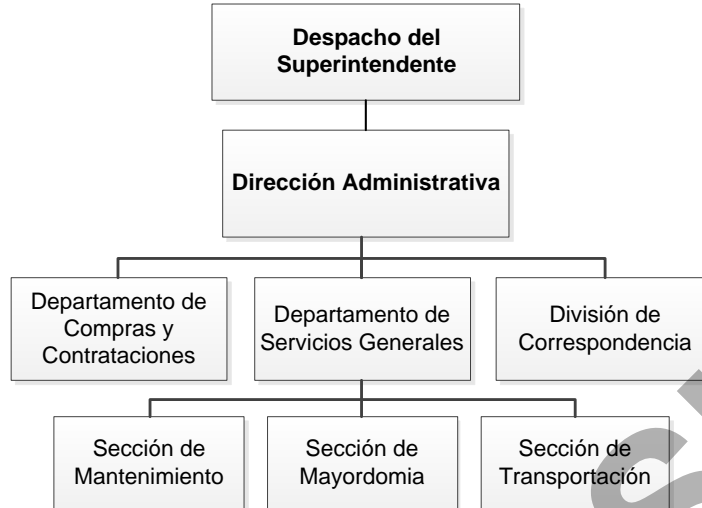 Despacho del
Superintendente
Dirección Administrativa
Departamento de
Compras y
Contrataciones
Departamento de
Servicios Generales
División de
Correspondencia
Sección de
Mantenimiento
Sección de
Mayordomia
Sección de
Transportación